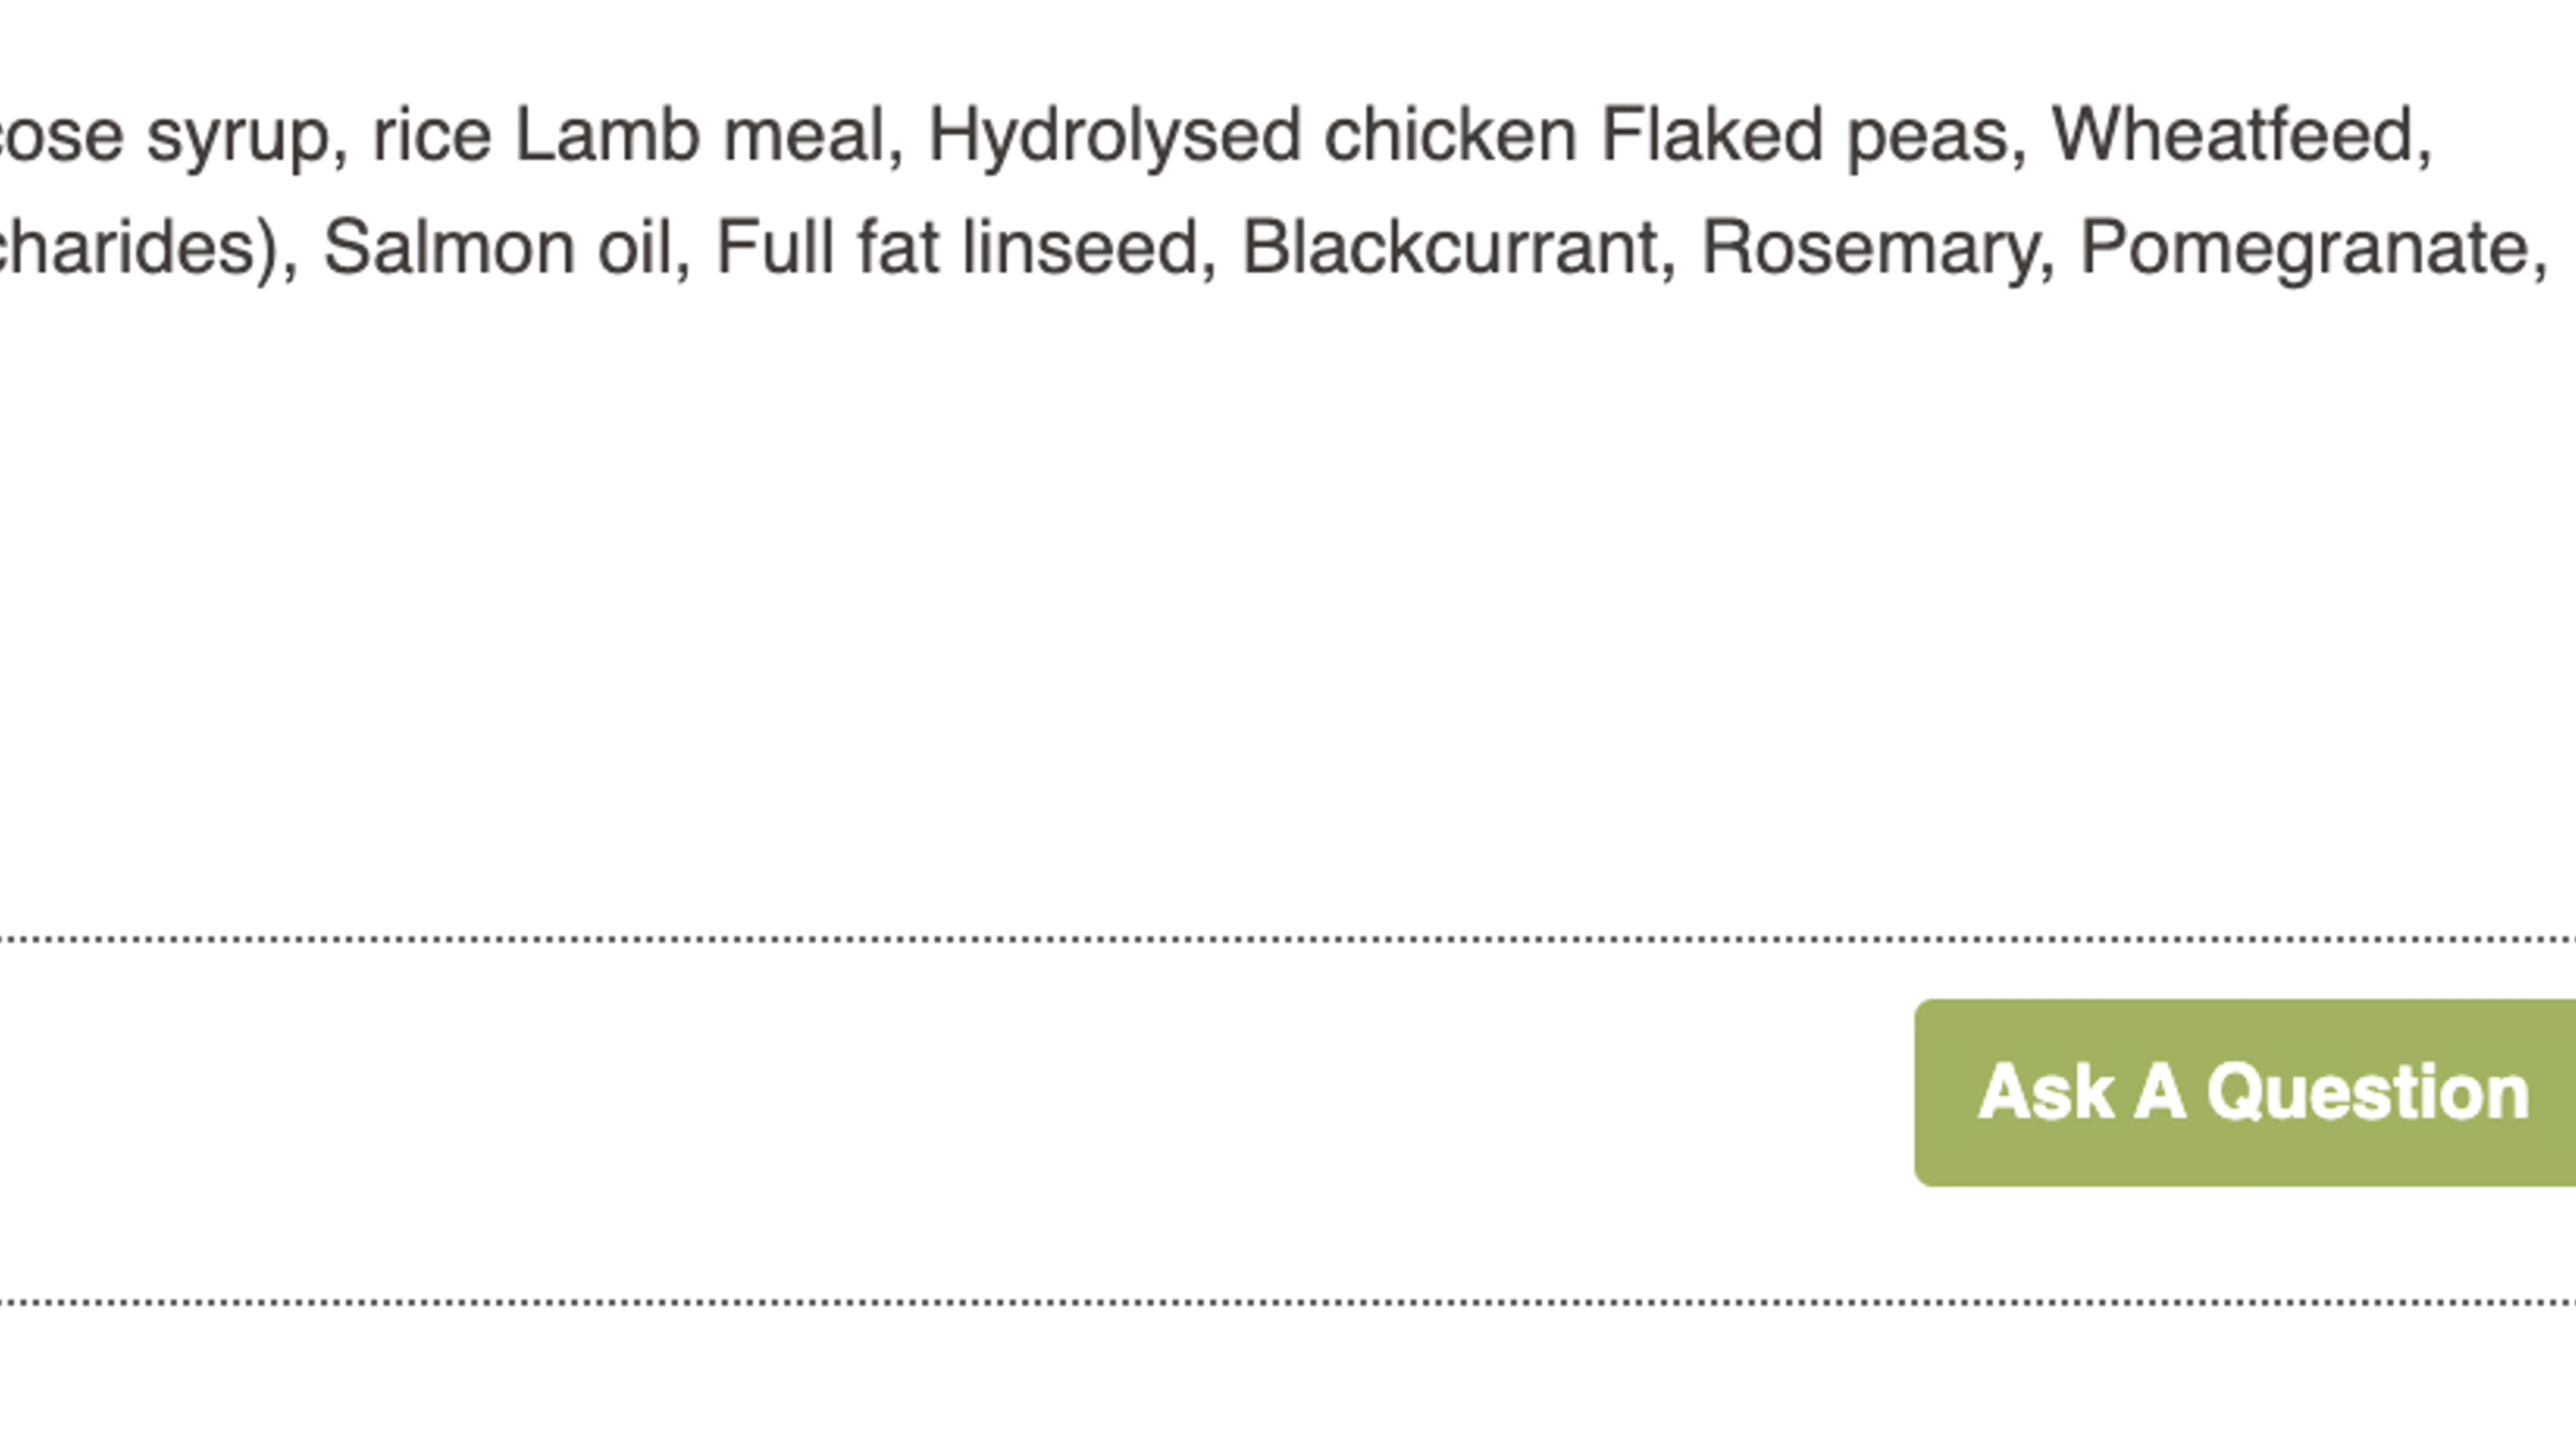 cose syrup, rice Lamb meal, Hydrolysed chicken Flaked peas, Wheatfeed,
charides), Salmon oil, Full fat linseed, Blackcurrant, Rosemary, Pomegranate,
Ask A Question